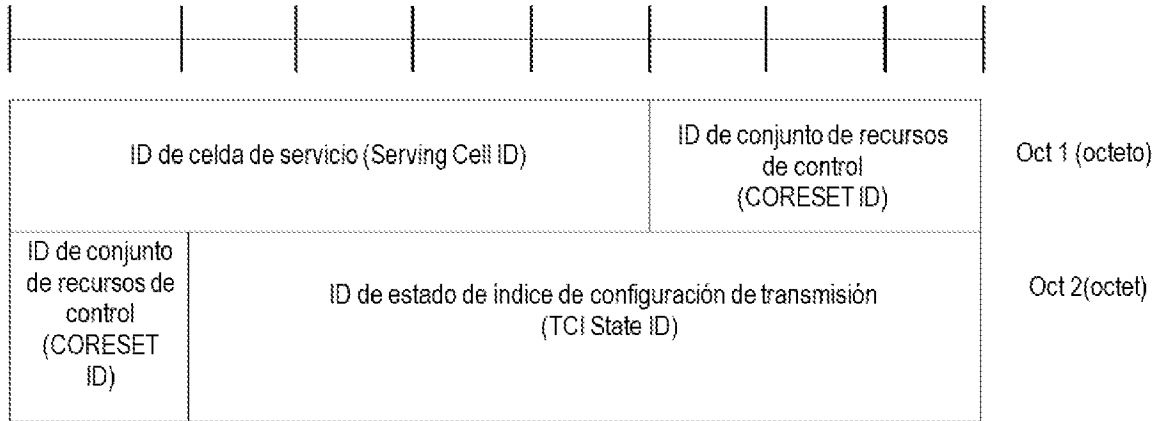 ID de celda de servicio (Serving Cell ID)
ID de conjunto de recursos
de control
(CORESET ID)
Oct 1 (octeto)
ID de conjunto
de recursos de
control
(CORESET
ID)
ID de estado de índice de configuración de transmisión
(TCI State ID)
Oct 2(octet)